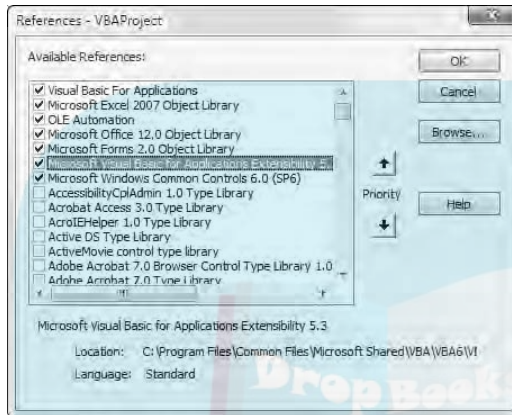 References - VBAProject
Available References:
Visual Basic For Applications
Microsoft Excel 2007 Object Library
OLE Automation
Microsoft Office 12.0 Object Library
Microsoft Forms 2.0 Object Library
Microsoft Visual Basic for Applications Extensibility 5.
Microsoft Windows Common Controls 6.0 (SP6)
AccessibilityCplAdmin 1.0 Type Library
Acrobat Access 3.0 Type Library
AcroIEHelper 1.0 Type Library
Active DS Type Library
ActiveMovie control type library
Adobe Acrobat 7.0 Browser Control Type Library 1.0
Adobe Acrobat 7.0 Type Library
OK
Cancel
Browse...
Priority
Help
Microsoft Visual Basic for Applications Extensibility 5.3
Location: C:\Program Files\Common Files\Microsoft Shared\VBA\VBA6\VI
Language: Standard
DropBook